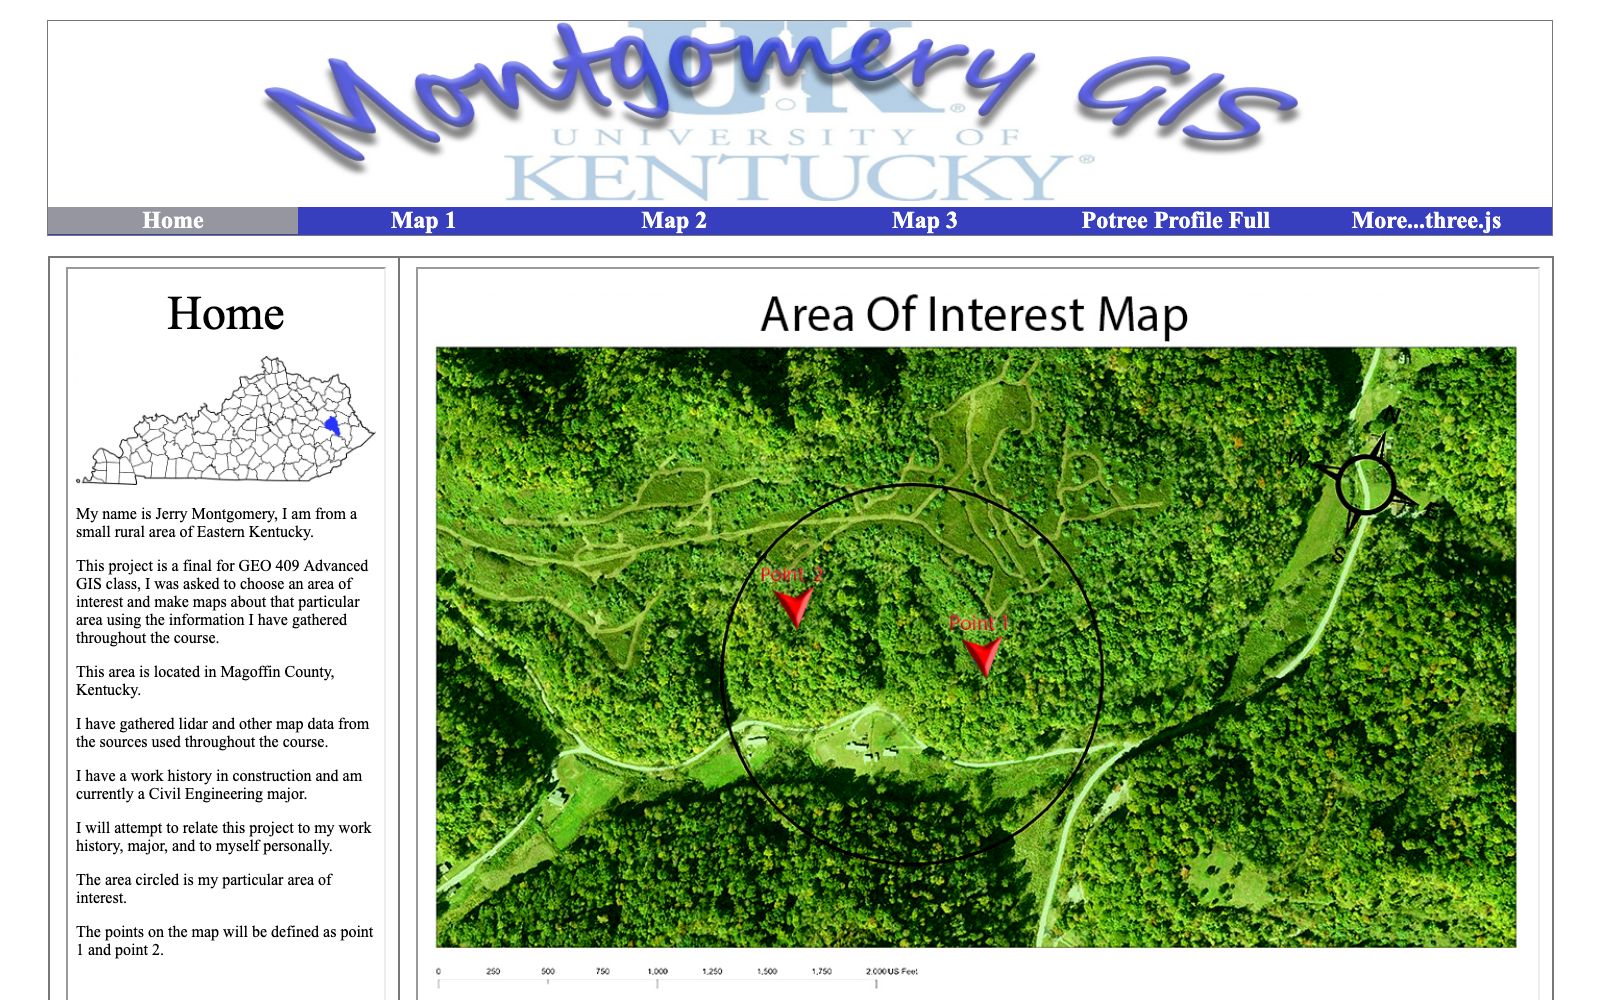 Montgomery GIS
UK
UNIVERSITY OF
KENTUCKY®
Home
Map 1
Map 2
Map 3
Potree Profile Full
More...three.js
Home
My name is Jerry Montgomery, I am from a
small rural area of Eastern Kentucky.
This project is a final for GEO 409 Advanced
GIS class, I was asked to choose an area of
interest and make maps about that particular
area using the information I have gathered
throughout the course.
This area is located in Magoffin County,
Kentucky.
I have gathered lidar and other map data from
the sources used throughout the course.
I have a work history in construction and am
currently a Civil Engineering major.
I will attempt to relate this project to my work
history, major, and to myself personally.
The area circled is my particular area of
interest.
The points on the map will be defined as point
1 and point 2.
Area Of Interest Map
N
W
E
S
Point 2
Point 1
0 250 500 750 1,000 1,250 1,500 1,750 2,000 US Feet